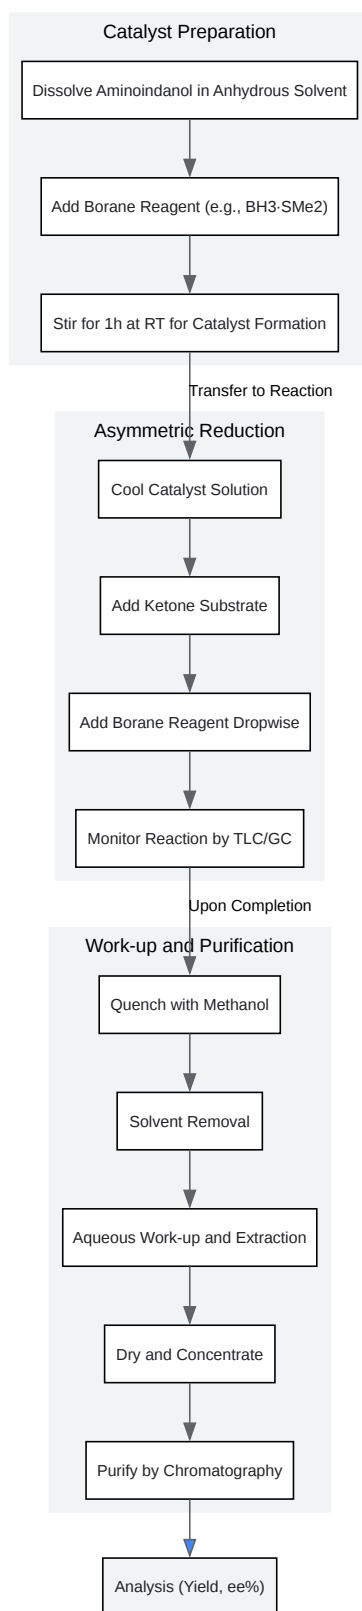 Catalyst Preparation
Dissolve Aminoindanol in Anhydrous Solvent
Add Borane Reagent (e.g., BH3·SMe2)
Stir for 1h at RT for Catalyst Formation
Transfer to Reaction
Asymmetric Reduction
Cool Catalyst Solution
Add Ketone Substrate
Add Borane Reagent Dropwise
Monitor Reaction by TLC/GC
Upon Completion
Work-up and Purification
Quench with Methanol
Solvent Removal
Aqueous Work-up and Extraction
Dry and Concentrate
Purify by Chromatography
Analysis (Yield, ee%)